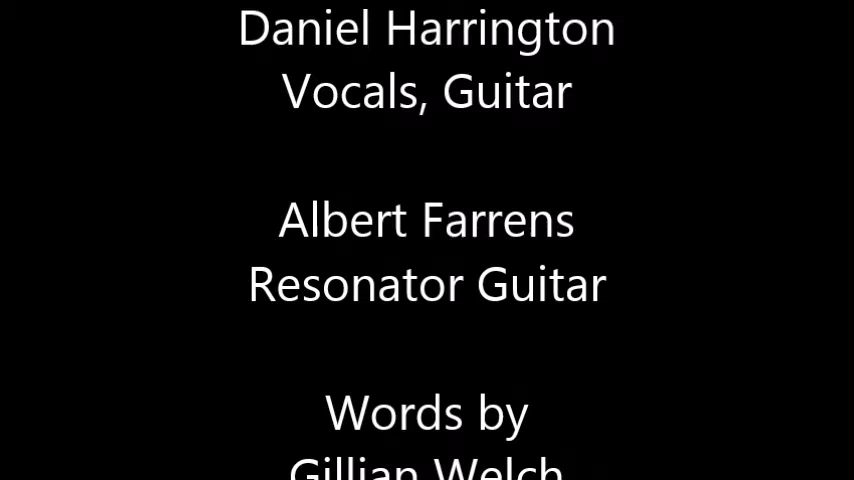 Daniel Harrington
Vocals, Guitar
Albert Farrens
Resonator Guitar
Words by
Gillian Welch